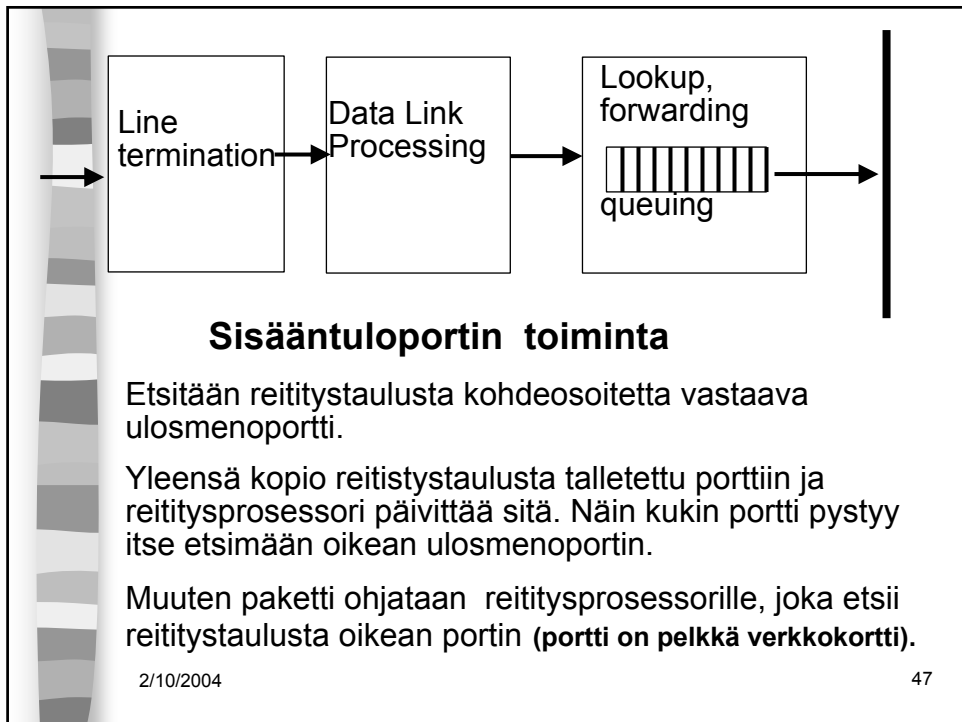 Line
termination
Data Link
Processing
Lookup,
forwarding
queuing
Sisääntuloportin toiminta
Etsitään reititystaulusta kohdeosoitetta vastaava
ulosmenoportti.
Yleensä kopio reitistystaulusta talletettu porttiin ja
reititysprosessori päivittää sitä. Näin kukin portti pystyy
itse etsimään oikean ulosmenoportin.
Muuten paketti ohjataan reititysprosessorille, joka etsii
reititystaulusta oikean portin (portti on pelkkä verkkokortti).
2/10/2004
47